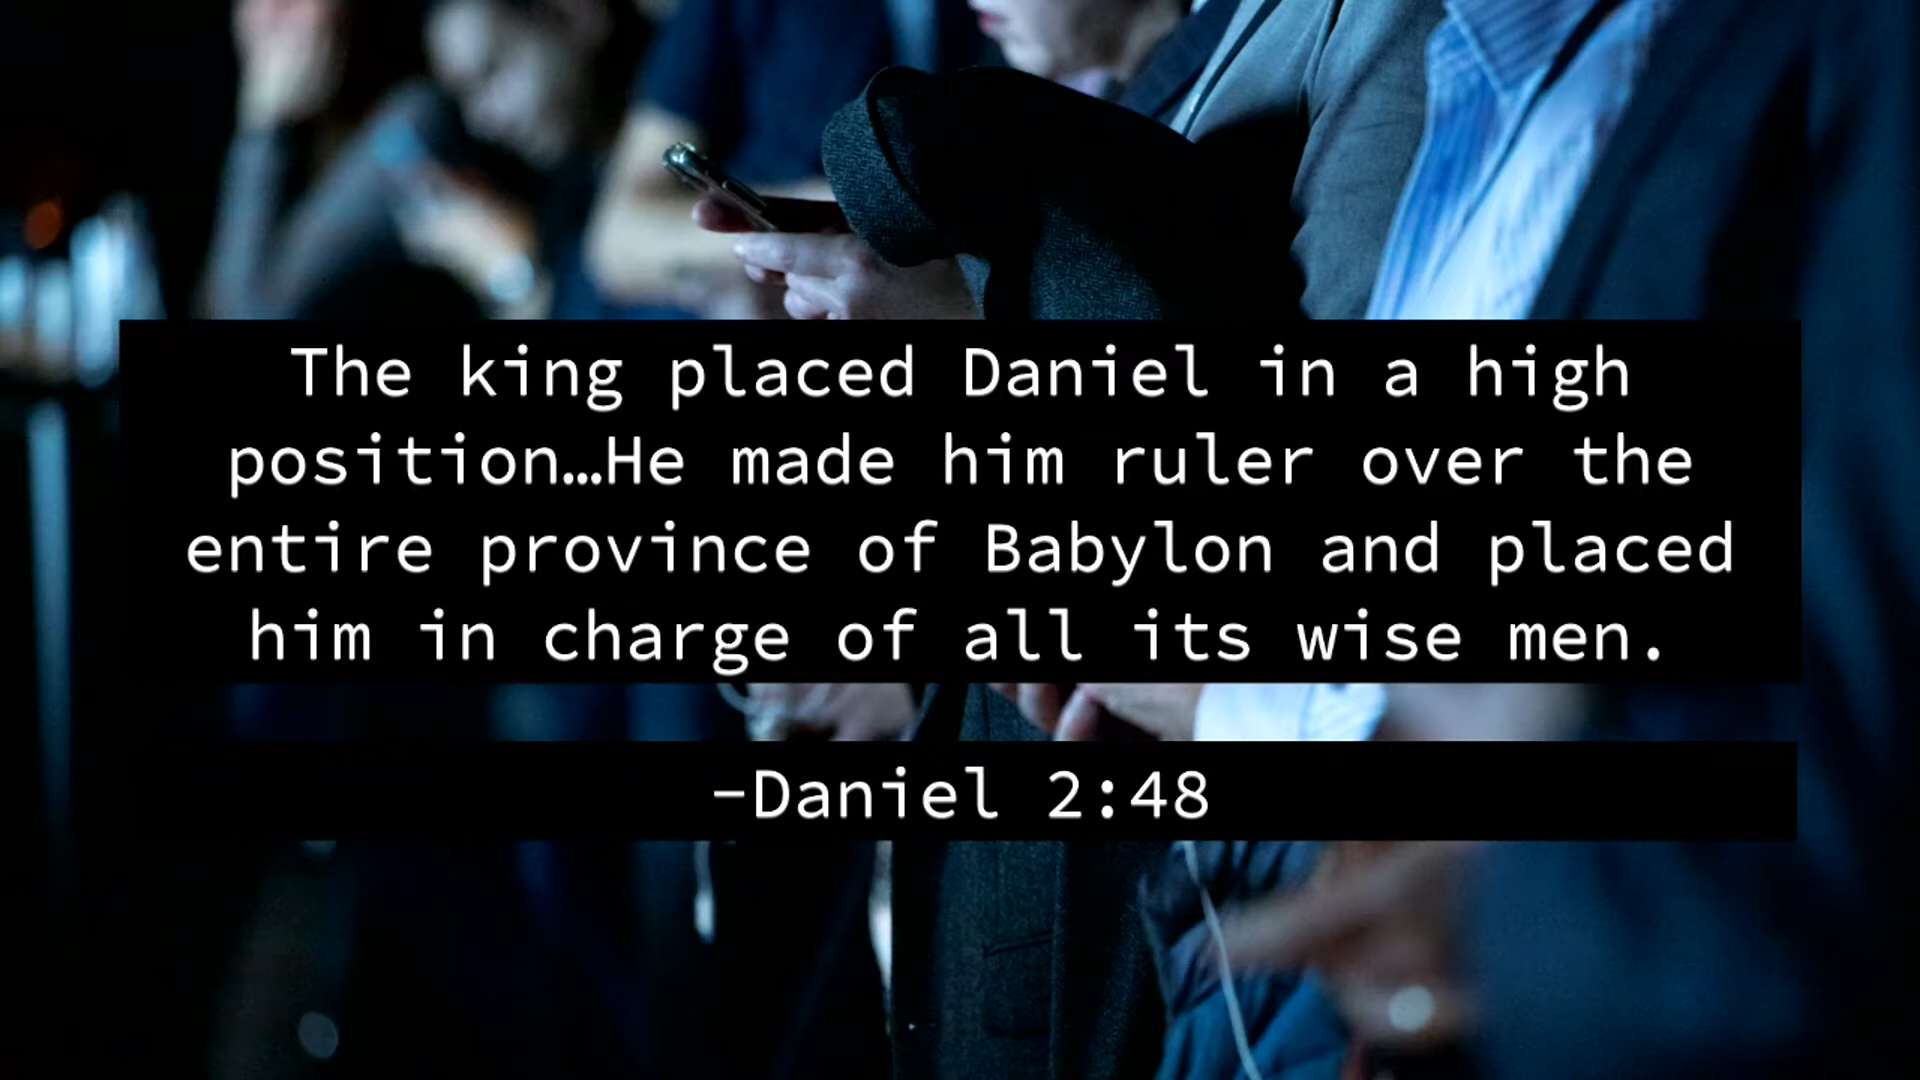 The king placed Daniel in a high
position…He made him ruler over the
entire province of Babylon and placed
him in charge of all its wise men.
-Daniel 2:48